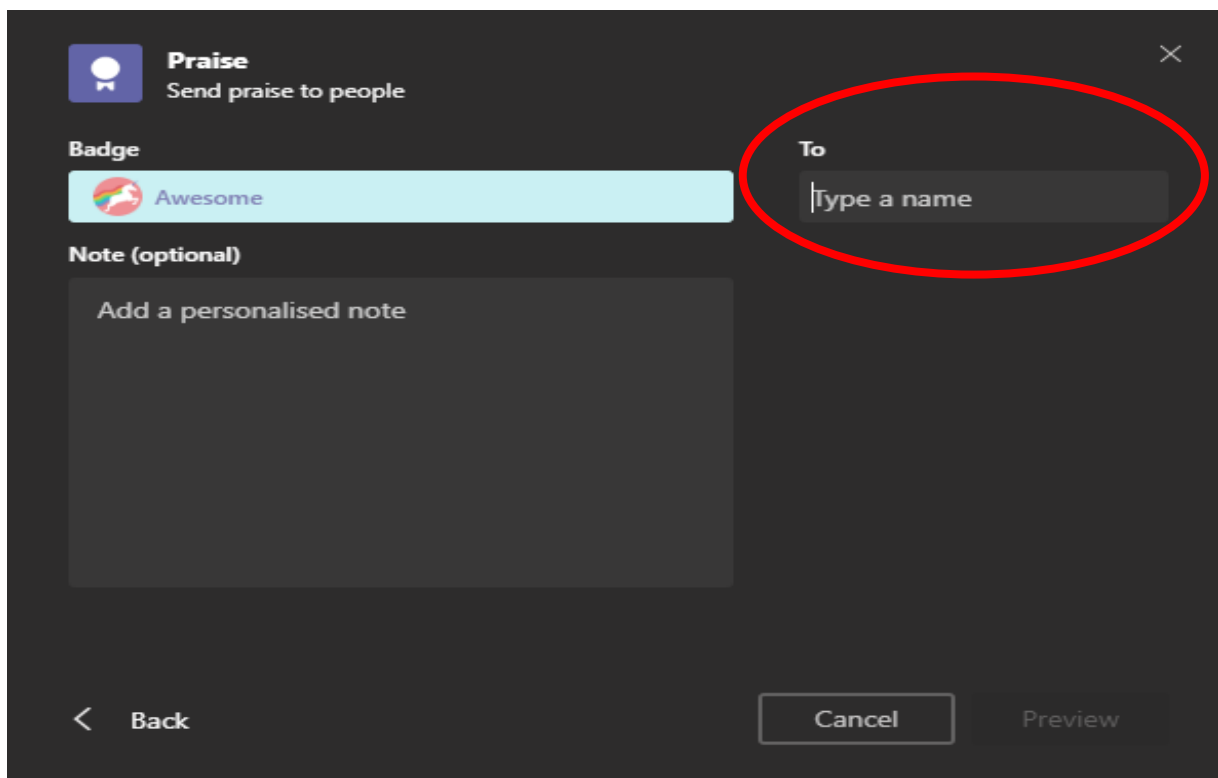 Praise
Send praise to people
Badge
To
Awesome
Type a name
Note (optional)
Add a personalised note
Back
Cancel
Preview